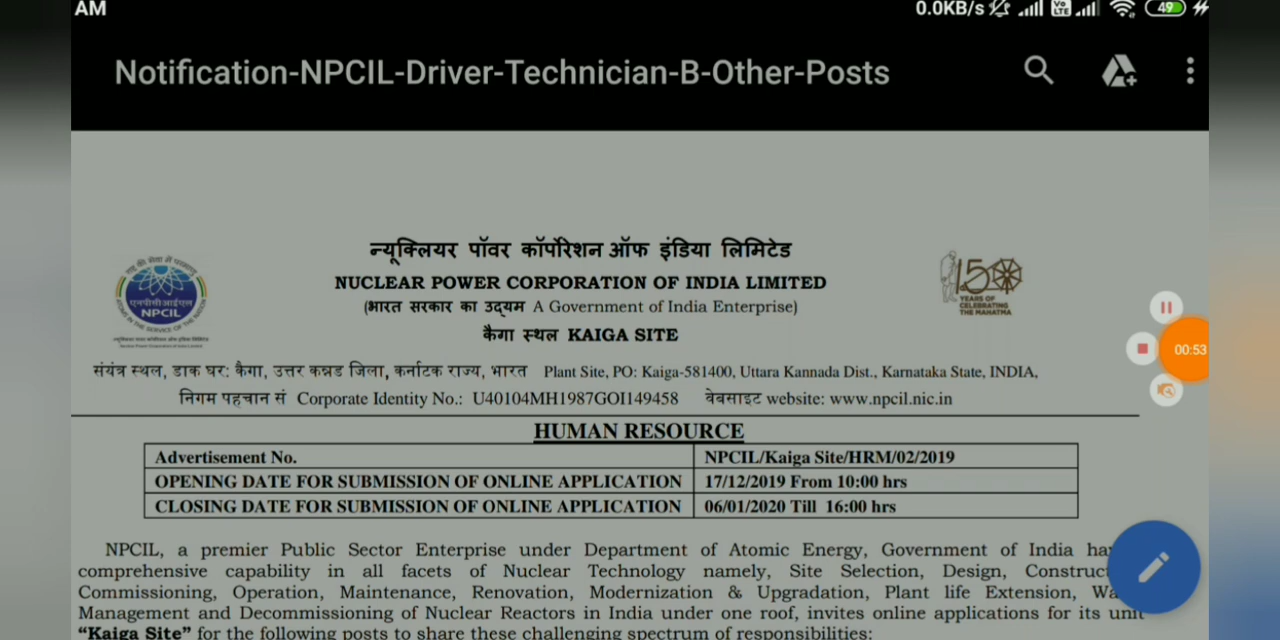 AM
0.0KB/s Vo LTE 49
Notification-NPCIL-Driver-Technician-B-Other-Posts
न्यूक्लियर पॉवर कॉर्पोरेशन ऑफ इंडिया लिमिटेड
NUCLEAR POWER CORPORATION OF INDIA LIMITED
(भारत सरकार का उद्यम A Government of India Enterprise)
कैगा स्थल KAIGA SITE
एनपीसीआईएल
NPCIL
150
YEARS OF
CELEBRATING
THE MAHATMA
00:53
संयंत्र स्थल, डाक घर: कैगा, उत्तर कन्नड जिला, कर्नाटक राज्य, भारत Plant Site, PO: Kaiga-581400, Uttara Kannada Dist., Karnataka State, INDIA,
निगम पहचान सं Corporate Identity No.: U40104MH1987GOI149458 वेबसाइट website: www.npcil.nic.in
HUMAN RESOURCE
Advertisement No. NPCIL/Kaiga Site/HRM/02/2019
OPENING DATE FOR SUBMISSION OF ONLINE APPLICATION 17/12/2019 From 10:00 hrs
CLOSING DATE FOR SUBMISSION OF ONLINE APPLICATION 06/01/2020 Till 16:00 hrs
NPCIL, a premier Public Sector Enterprise under Department of Atomic Energy, Government of India ha
comprehensive capability in all facets of Nuclear Technology namely, Site Selection, Design, Construc
Commissioning, Operation, Maintenance, Renovation, Modernization & Upgradation, Plant life Extension, Wa
Management and Decommissioning of Nuclear Reactors in India under one roof, invites online applications for its unit
"Kaiga Site" for the following posts to share these challenging spectrum of responsibilities: